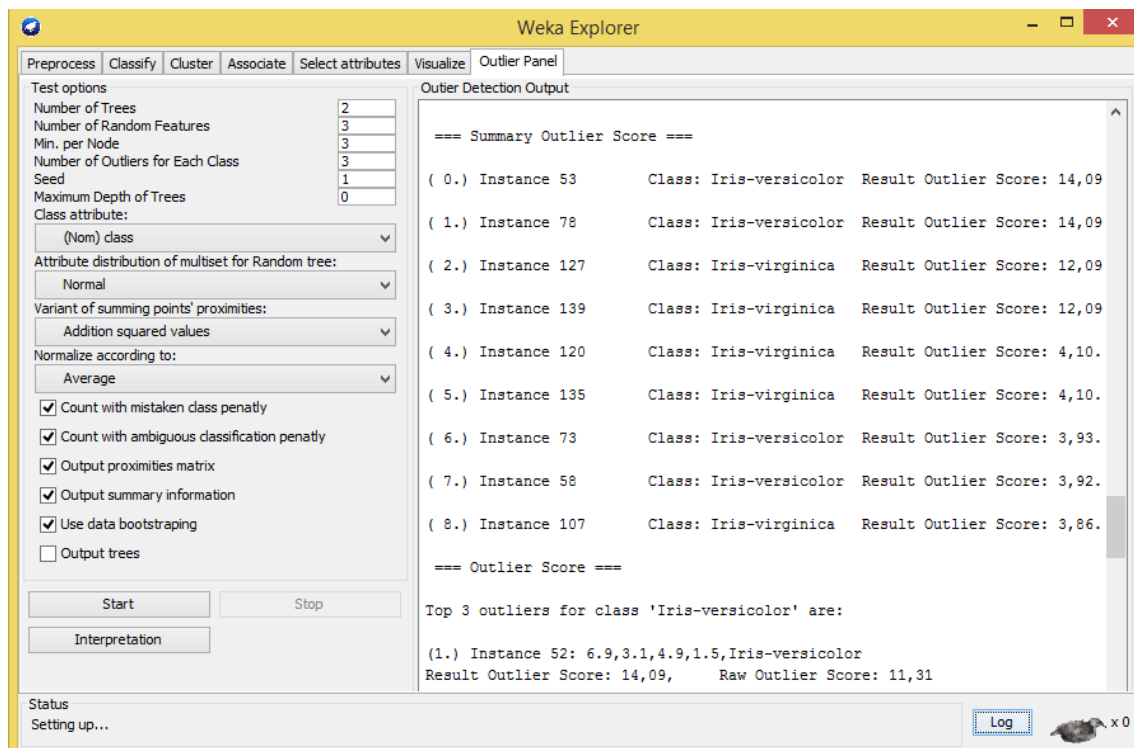 Weka Explorer
Preprocess Classify Cluster Associate Select attributes Visualize Outlier Panel
Test options
Number of Trees 2
Number of Random Features 3
Min. per Node 3
Number of Outliers for Each Class 3
Seed 1
Maximum Depth of Trees 0
Class attribute:
(Nom) class
Attribute distribution of multiset for Random tree:
Normal
Variant of summing points' proximities:
Addition squared values
Normalize according to:
Average
Count with mistaken class penatly
Count with ambiguous classification penatly
Output proximities matrix
Output summary information
Use data bootstraping
Output trees
Start Stop
Interpretation
Outier Detection Output
=== Summary Outlier Score ===
( 0.) Instance 53 Class: Iris-versicolor Result Outlier Score: 14,09
( 1.) Instance 78 Class: Iris-versicolor Result Outlier Score: 14,09
( 2.) Instance 127 Class: Iris-virginica Result Outlier Score: 12,09
( 3.) Instance 139 Class: Iris-virginica Result Outlier Score: 12,09
( 4.) Instance 120 Class: Iris-virginica Result Outlier Score: 4,10.
( 5.) Instance 135 Class: Iris-virginica Result Outlier Score: 4,10.
( 6.) Instance 73 Class: Iris-versicolor Result Outlier Score: 3,93.
( 7.) Instance 58 Class: Iris-versicolor Result Outlier Score: 3,92.
( 8.) Instance 107 Class: Iris-virginica Result Outlier Score: 3,86.
=== Outlier Score ===
Top 3 outliers for class 'Iris-versicolor' are:
(1.) Instance 52: 6.9,3.1,4.9,1.5,Iris-versicolor
Result Outlier Score: 14,09, Raw Outlier Score: 11,31
Status
Setting up...
Log x 0